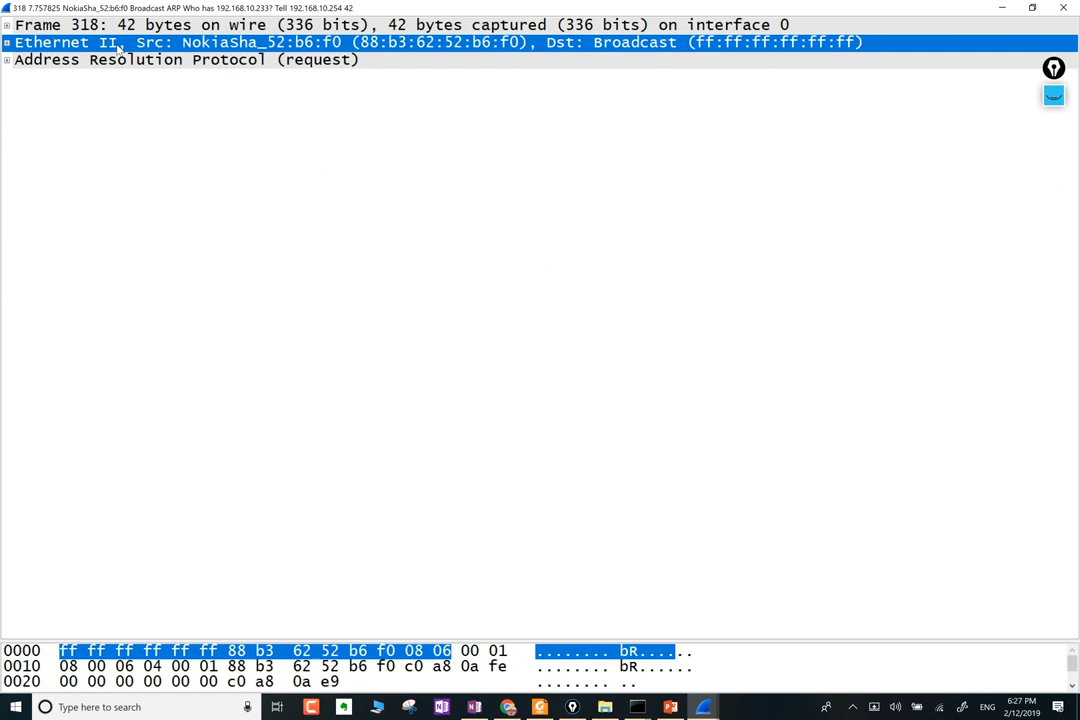 318 7.757825 NokiaSha_52:b6:f0 Broadcast ARP Who has 192.168.10.233? Tell 192.168.10.254 42
Frame 318: 42 bytes on wire (336 bits), 42 bytes captured (336 bits) on interface 0
Ethernet II, Src: NokiaSha_52:b6:f0 (88:b3:62:52:b6:f0), Dst: Broadcast (ff:ff:ff:ff:ff:ff)
Address Resolution Protocol (request)
0000 ff ff ff ff ff ff 88 b3 62 52 b6 f0 08 06 00 01 ........ bR......
0010 08 00 06 04 00 01 88 b3 62 52 b6 f0 c0 a8 0a fe ........ bR......
0020 00 00 00 00 00 00 c0 a8 0a e9 ........ ..
Type here to search
ENG
6:27 PM
2/12/2019